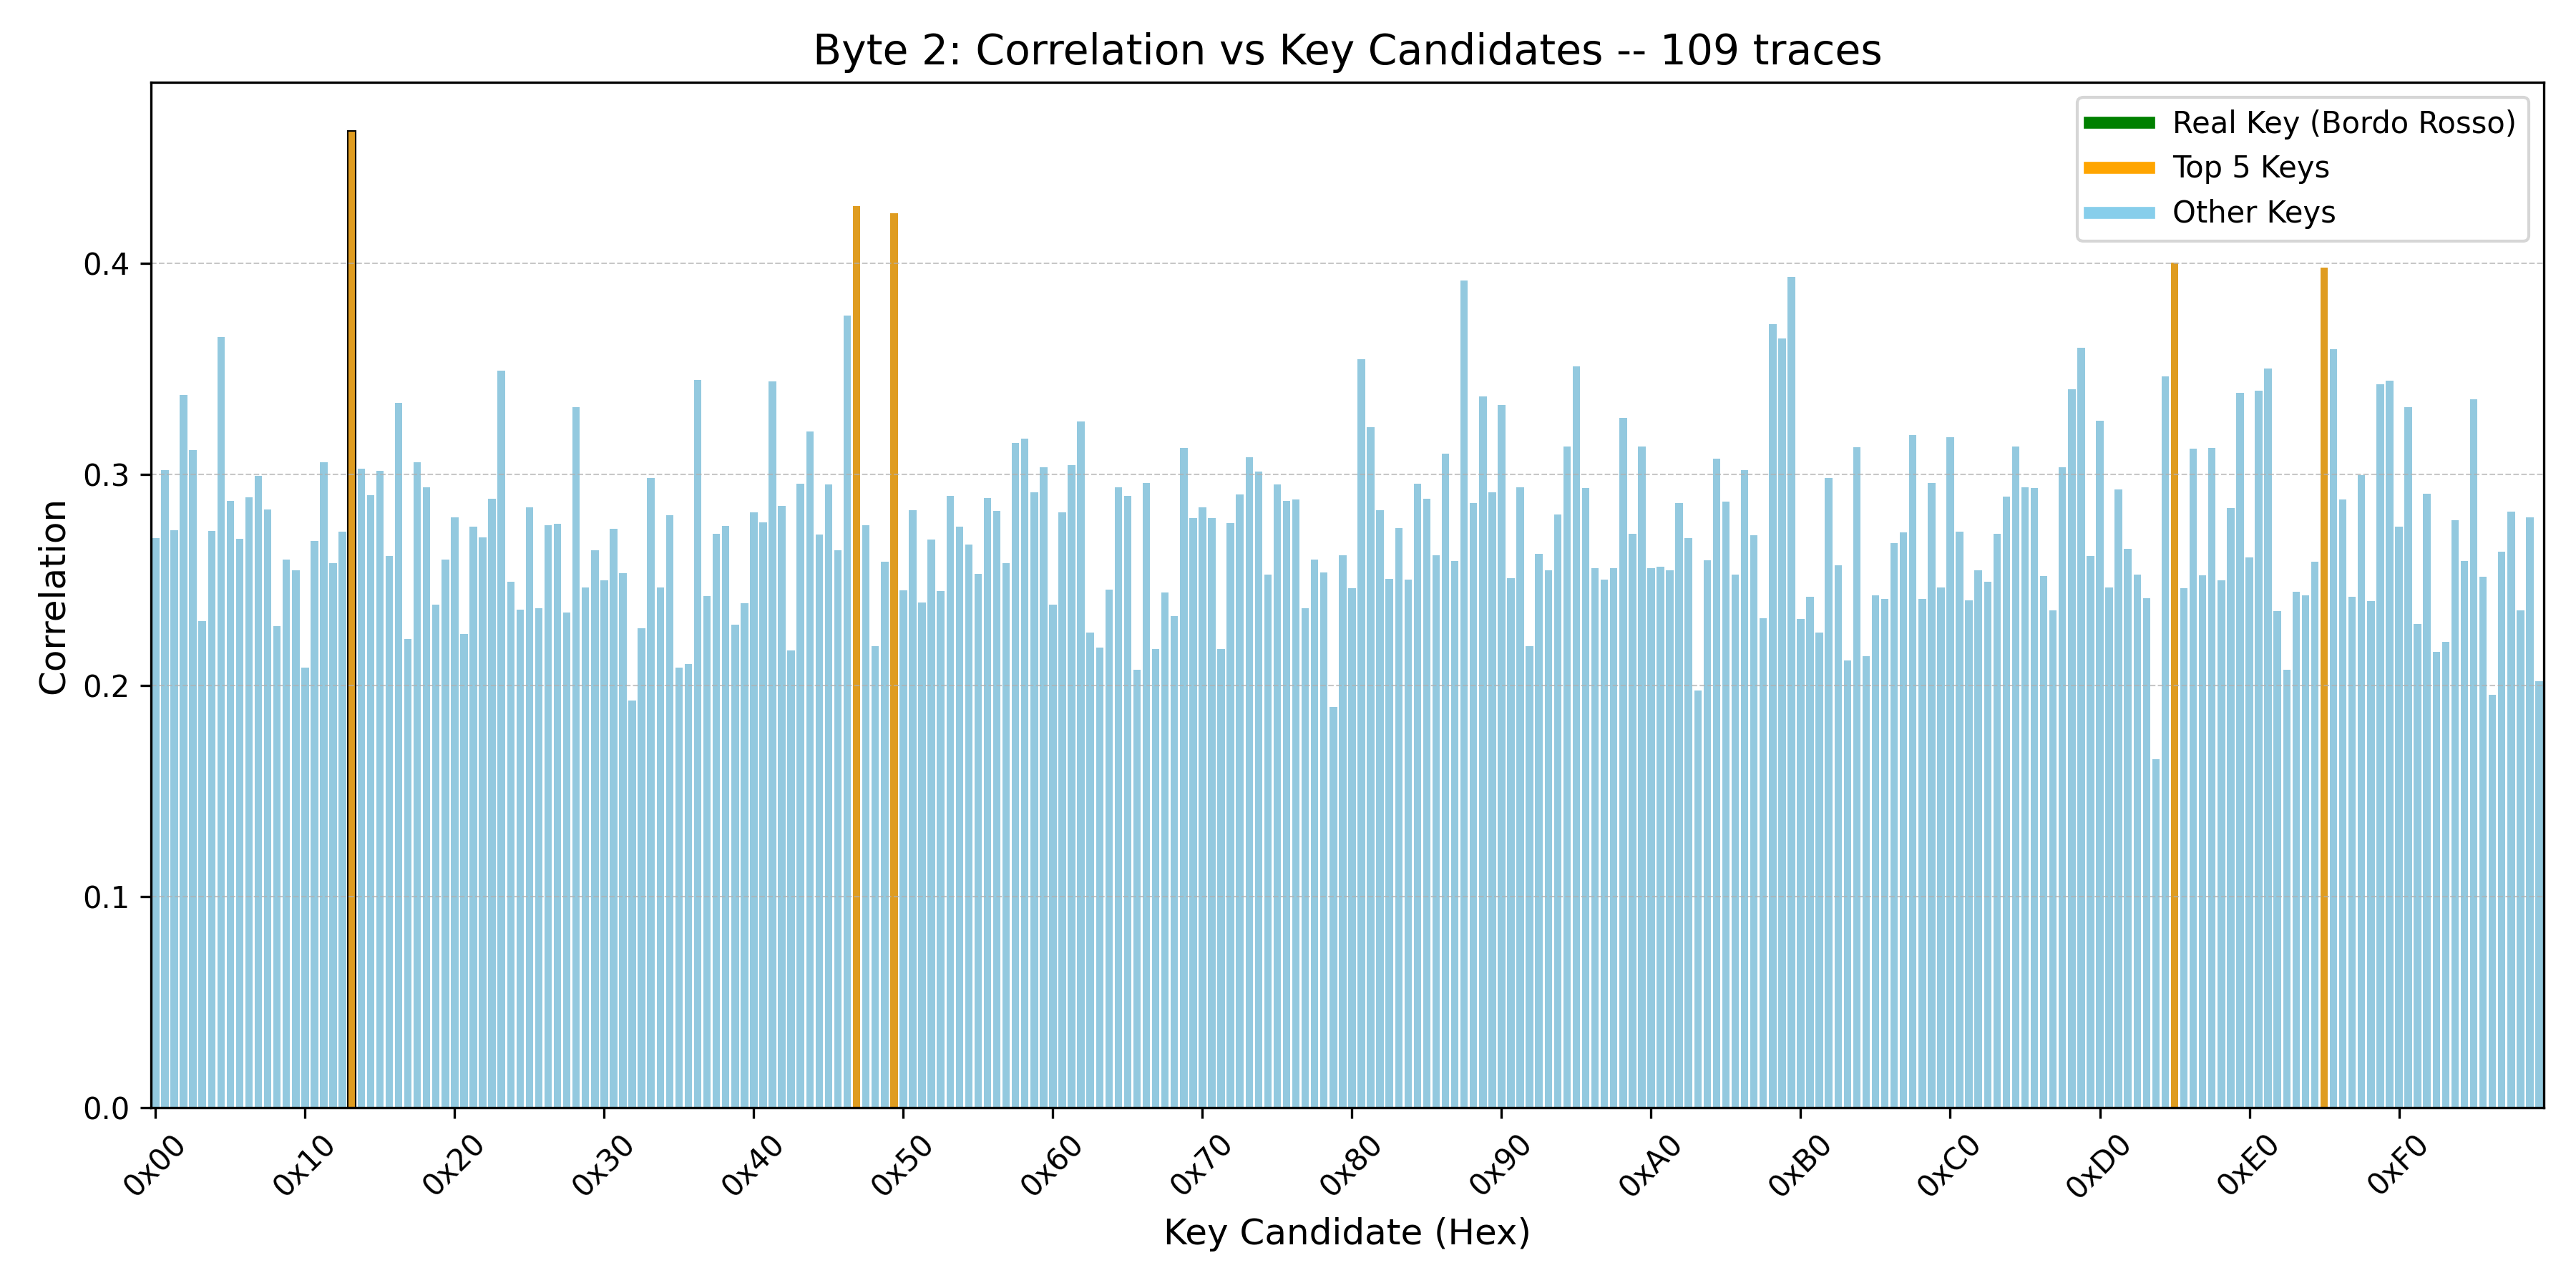 Byte 2: Correlation vs Key Candidates -- 109 traces
Real Key (Bordo Rosso)
Top 5 Keys
Other Keys
Correlation
0.4
0.3
0.2
0.1
0.0
0x00 0x10 0x20 0x30 0x40 0x50 0x60 0x70 0x80 0x90 0xA0 0xB0 0xC0 0xD0 0xE0 0xF0
Key Candidate (Hex)